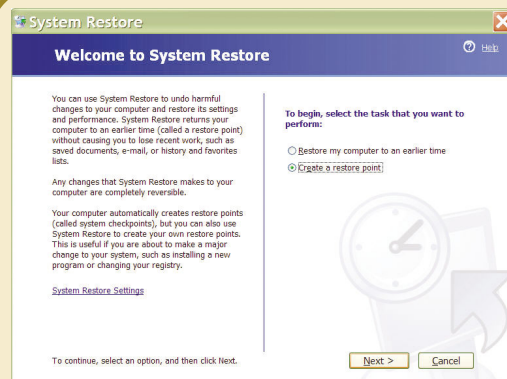 System Restore
Welcome to System Restore
Help
You can use System Restore to undo harmful
changes to your computer and restore its settings
and performance. System Restore returns your
computer to an earlier time (called a restore point)
without causing you to lose recent work, such as
saved documents, e-mail, or history and favorites
lists.
Any changes that System Restore makes to your
computer are completely reversible.
Your computer automatically creates restore points
(called system checkpoints), but you can also use
System Restore to create your own restore points.
This is useful if you are about to make a major
change to your system, such as installing a new
program or changing your registry.
System Restore Settings
To begin, select the task that you want to
perform:
Restore my computer to an earlier time
Create a restore point
To continue, select an option, and then click Next.
Next >
Cancel